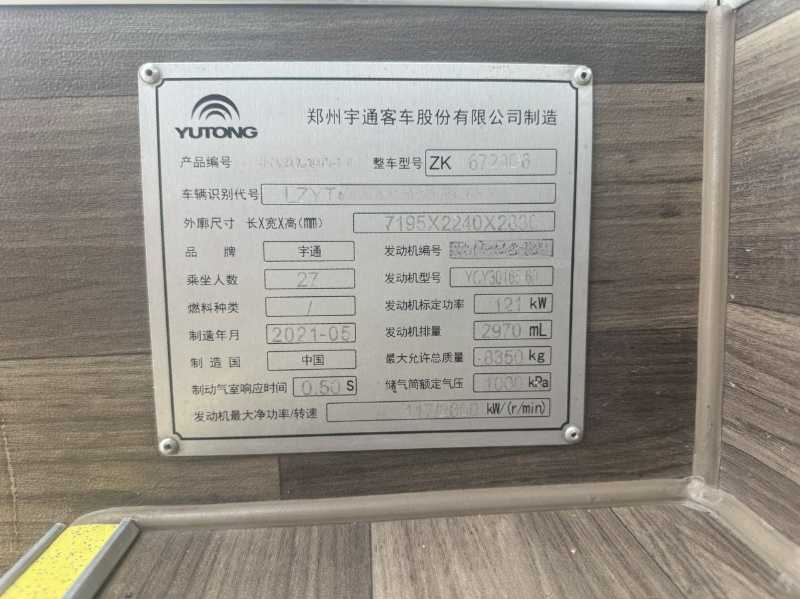 YUTONG
郑州宇通客车股份有限公司制造
产品编号 整车型号 ZK
车辆识别代号
外廓尺寸 长X宽X高(mm) 7195X2240X
品牌 宇通 发动机编号
乘坐人数 27 发动机型号
燃料种类 / 发动机标定功率 121 kW
制造年月 2021-05 发动机排量 2970 mL
制造国 中国 最大允许总质量 8350 kg
制动气室响应时间 0.50 S 储气筒额定气压 1000 kPa
发动机最大净功率/转速 kW/(r/min)